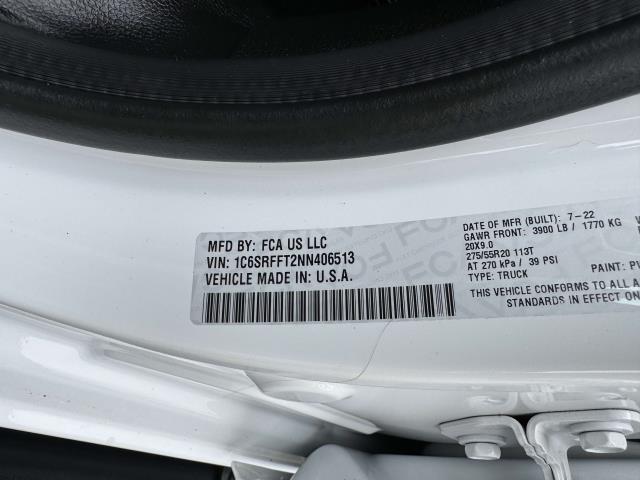 MFD BY: FCA US LLC
VIN: 1C6SRFFT2NN406513
VEHICLE MADE IN: U.S.A.
DATE OF MFR (BUILT): 7-22
GAWR FRONT: 3900 LB / 1770 KG
20X9.0
275/55R20 113T
AT 270 kPa / 39 PSI
TYPE: TRUCK
PAINT:
THIS VEHICLE CONFORMS TO ALL A
STANDARDS IN EFFECT ON